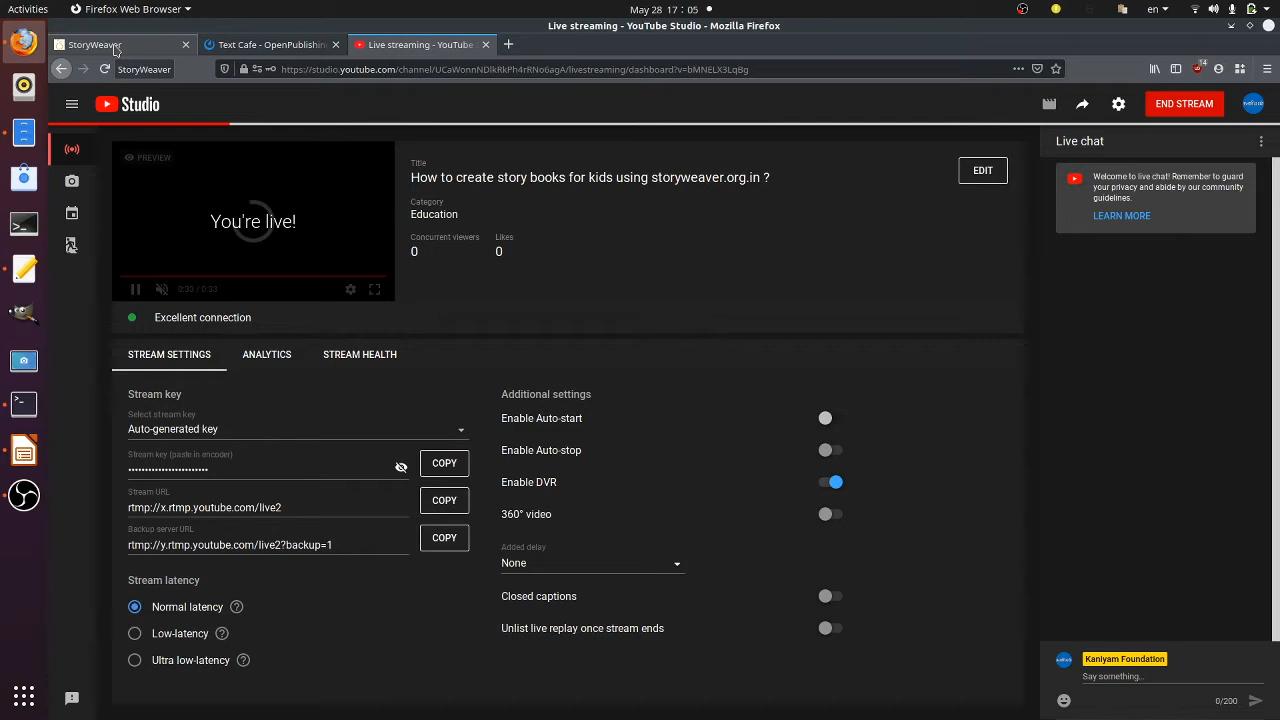 Activities
Firefox Web Browser
May 28 17:05
en
Live streaming - YouTube Studio - Mozilla Firefox
StoryWeaver
Text Cafe - OpenPublishin
Live streaming - YouTube
StoryWeaver
https://studio.youtube.com/channel/UCaWonnNDlkRkPh4rRNo6agA/livestreaming/dashboard?v=bMNELX3LqBg
14
Studio
END STREAM
PREVIEW
You're live!
0:33 / 0:33
Title
How to create story books for kids using storyweaver.org.in ?
EDIT
Category
Education
Concurrent viewers
Likes
0
0
Excellent connection
STREAM SETTINGS
ANALYTICS
STREAM HEALTH
Stream key
Select stream key
Auto-generated key
Stream key (paste in encoder)
••••••••••••••••••••••••
COPY
Stream URL
rtmp://x.rtmp.youtube.com/live2
COPY
Backup server URL
rtmp://y.rtmp.youtube.com/live2?backup=1
COPY
Stream latency
Normal latency
Low-latency
Ultra low-latency
Additional settings
Enable Auto-start
Enable Auto-stop
Enable DVR
360° video
Added delay
None
Closed captions
Unlist live replay once stream ends
Live chat
Welcome to live chat! Remember to guard
your privacy and abide by our community
guidelines.
LEARN MORE
Kaniyam Foundation
Say something...
0/200